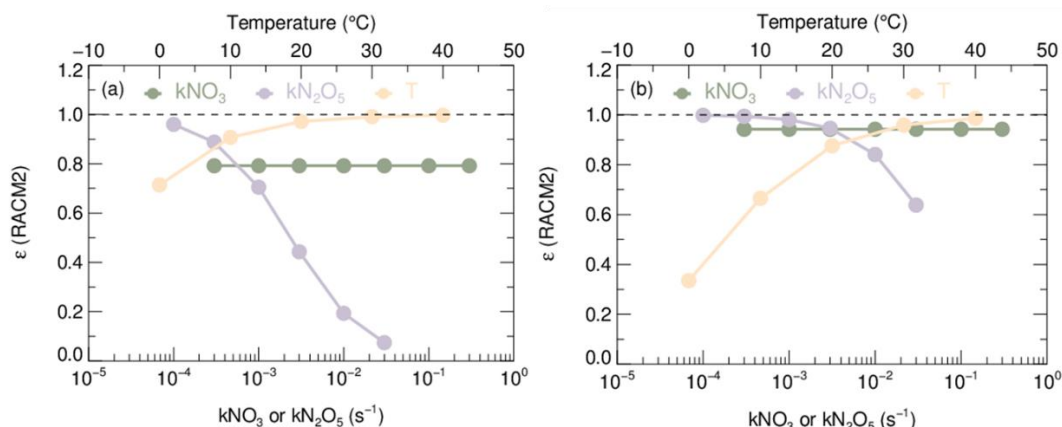 Temperature (°C)
−10 0 10 20 30 40 50
(a) kNO₃ kN₂O₅ T
1.2
1.0
0.8
0.6
0.4
0.2
0.0
ε (RACM2)
10⁻⁵ 10⁻⁴ 10⁻³ 10⁻² 10⁻¹ 10⁰
kNO₃ or kN₂O₅ (s⁻¹)
Temperature (°C)
−10 0 10 20 30 40 50
(b) kNO₃ kN₂O₅ T
1.2
1.0
0.8
0.6
0.4
0.2
0.0
ε (RACM2)
10⁻⁵ 10⁻⁴ 10⁻³ 10⁻² 10⁻¹ 10⁰
kNO₃ or kN₂O₅ (s⁻¹)